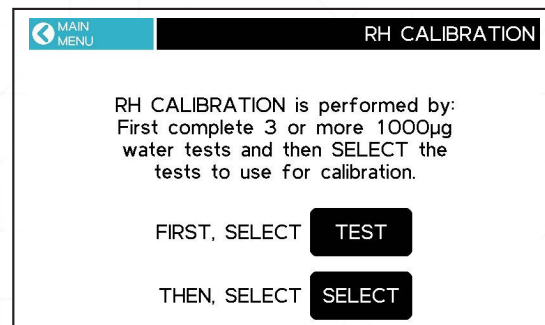 MAIN
MENU
RH CALIBRATION
RH CALIBRATION is performed by:
First complete 3 or more 1000µg
water tests and then SELECT the
tests to use for calibration.
FIRST, SELECT TEST
THEN, SELECT SELECT